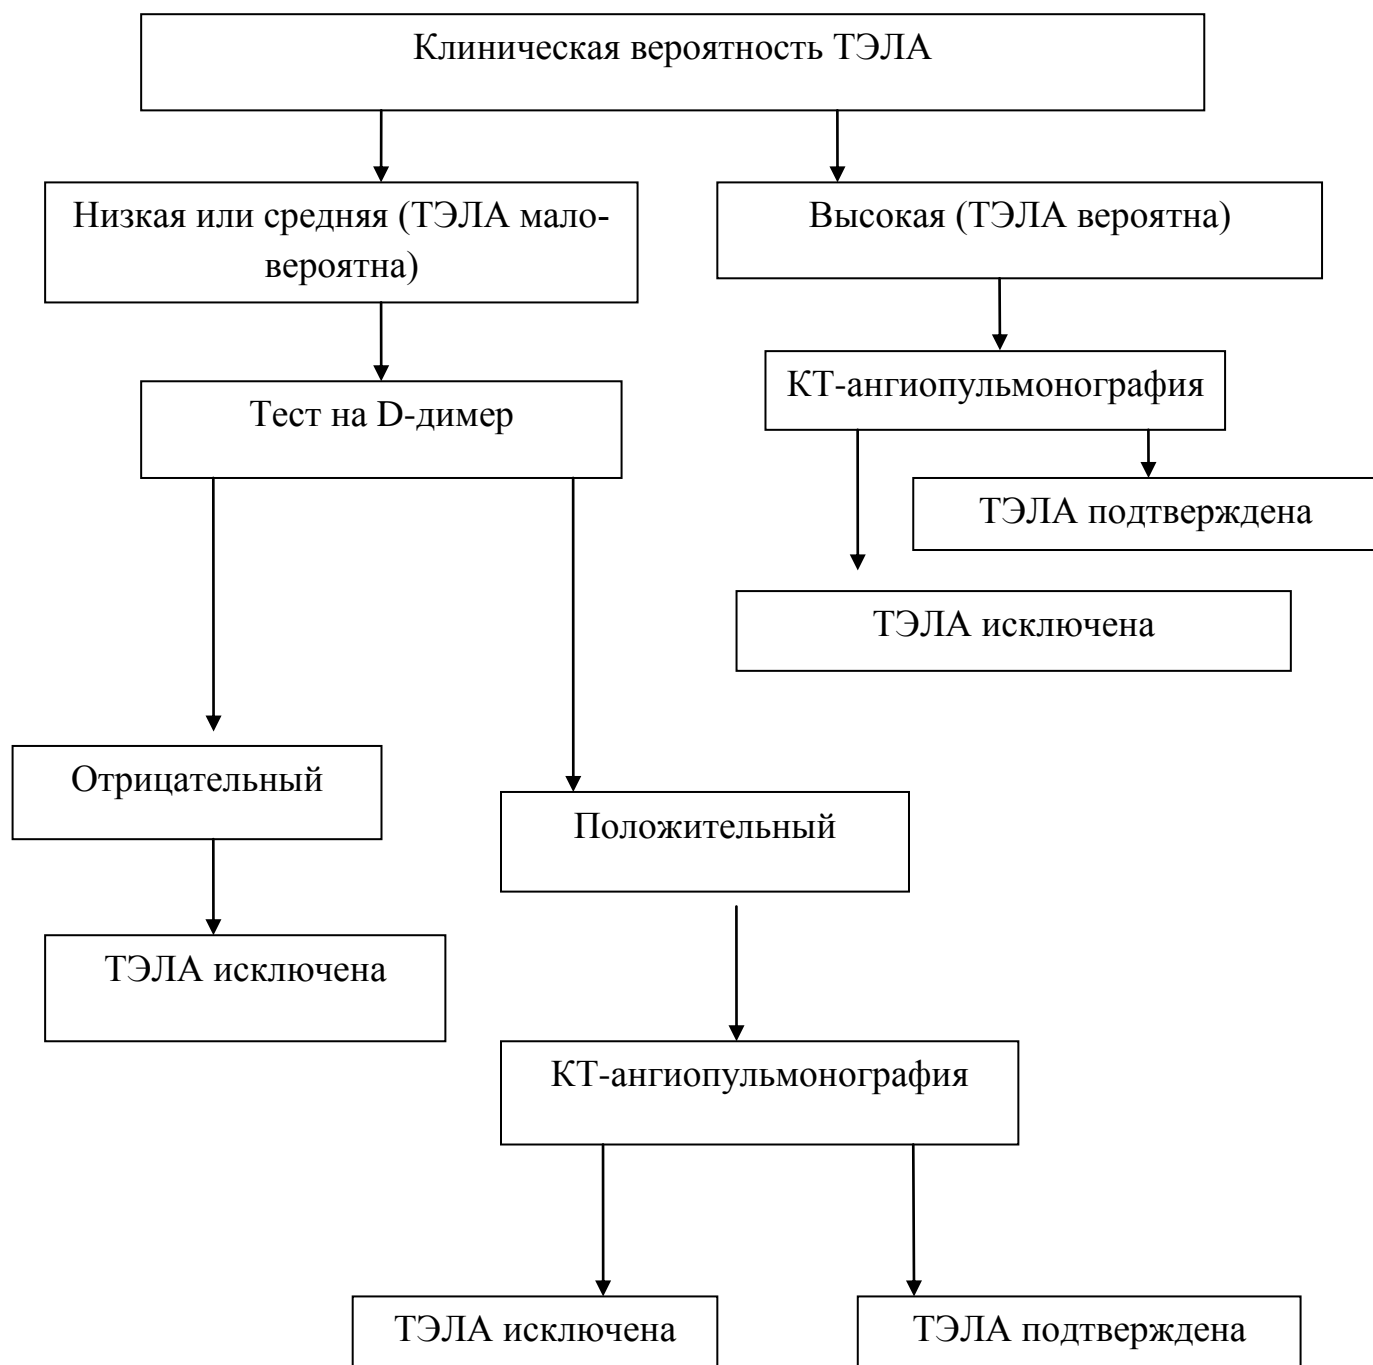 Клиническая вероятность ТЭЛА
Низкая или средняя (ТЭЛА мало-
вероятна)
Высокая (ТЭЛА вероятна)
КТ-ангиопульмонография
Тест на D-димер
ТЭЛА подтверждена
ТЭЛА исключена
Отрицательный
Положительный
ТЭЛА исключена
КТ-ангиопульмонография
ТЭЛА исключена
ТЭЛА подтверждена